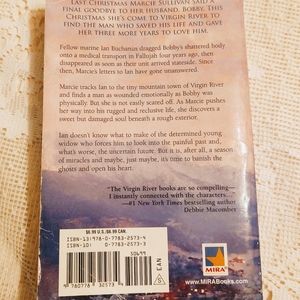 LAST CHRISTMAS MARCIE SULLIVAN SAID A
FINAL GOODBYE TO HER HUSBAND, BOBBY. THIS
CHRISTMAS SHE'S COME TO VIRGIN RIVER TO
FIND THE MAN WHO SAVED HIS LIFE AND GAVE
HER THREE MORE YEARS TO LOVE HIM.
Fellow marine Ian Buchanan dragged Bobby's shattered body
onto a medical transport in Fallujah four years ago, then
disappeared as soon as their unit arrived stateside. Since
then, Marcie's letters to Ian have gone unanswered.
Marcie tracks Ian to the tiny mountain town of Virgin River
and finds a man as wounded emotionally as Bobby was
physically. But she is not easily scared off. As Marcie pushes
her way into his rugged and reclusive life, she discovers a
sweet but damaged soul beneath a rough exterior.
Ian doesn't know what to make of the determined young widow
who forces him to look into the painful past and,
what's worse, the uncertain future. But it is, after all, a season
of miracles and maybe, just maybe, it's time to banish the
ghosts and open his heart.
The Virgin River books are so compelling—
I instantly connected with the characters...
—#1 New York Times bestselling author
Debbie Macomber
$6.99 U.S./$6.99 CAN.
ISBN-13: 978-0-7783-2573-4
ISBN-10: 0-7783-2573-3
50699
9 780778 325734
S
EAN
MIRA
www.MIRABooks.com